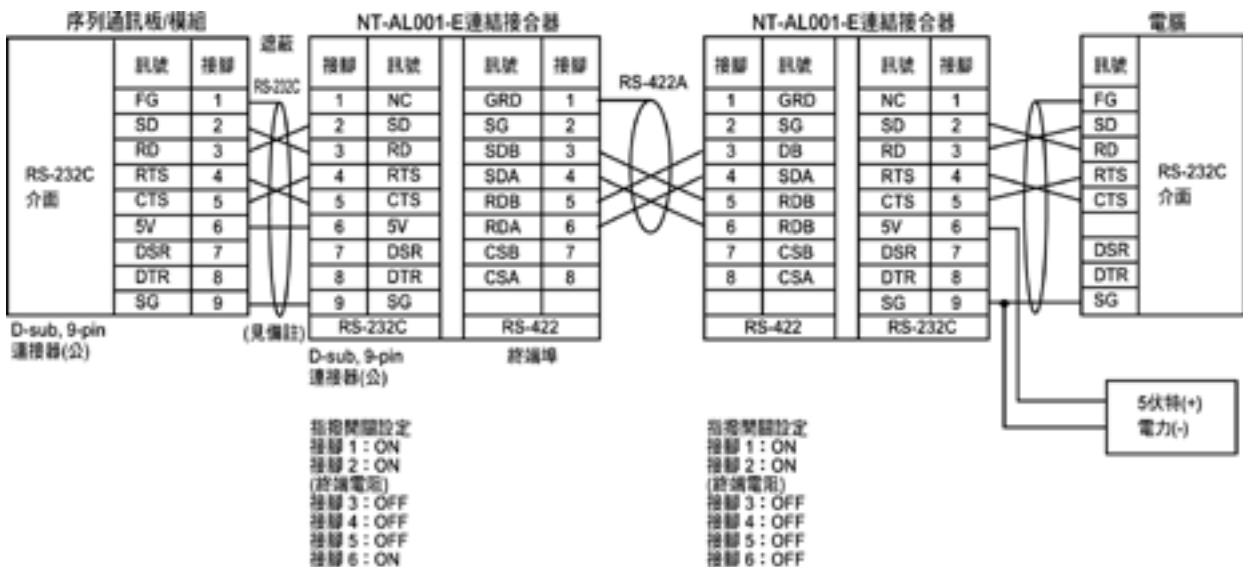 序列通訊板/模組
遮蔽
NT-AL001-E連結接合器
NT-AL001-E連結接合器
電腦
RS-232C
RS-422A
訊號 接腳
FG 1
SD 2
RD 3
RTS 4
CTS 5
5V 6
DSR 7
DTR 8
SG 9
RS-232C
介面
D-sub, 9-pin
連接器(公)
(見備註)
接腳 訊號
1 NC
2 SD
3 RD
4 RTS
5 CTS
6 5V
7 DSR
8 DTR
9 SG
RS-232C
D-sub, 9-pin
連接器(公)
訊號 接腳
GRD 1
SG 2
SDB 3
SDA 4
RDB 5
RDA 6
CSB 7
CSA 8
RS-422
終端埠
接腳 訊號
1 GRD
2 SG
3 DB
4 SDA
5 RDB
6 RDB
7 CSB
8 CSA
RS-422
訊號 接腳
NC 1
SD 2
RD 3
RTS 4
CTS 5
5V 6
DSR 7
DTR 8
SG 9
RS-232C
訊號
FG
SD
RD
RTS
CTS
DSR
DTR
SG
RS-232C
介面
5伏特(+)
電力(-)
指撥開關設定
接腳 1：ON
接腳 2：ON
(終端電阻)
接腳 3：OFF
接腳 4：OFF
接腳 5：OFF
接腳 6：ON
指撥開關設定
接腳 1：ON
接腳 2：ON
(終端電阻)
接腳 3：OFF
接腳 4：OFF
接腳 5：OFF
接腳 6：OFF